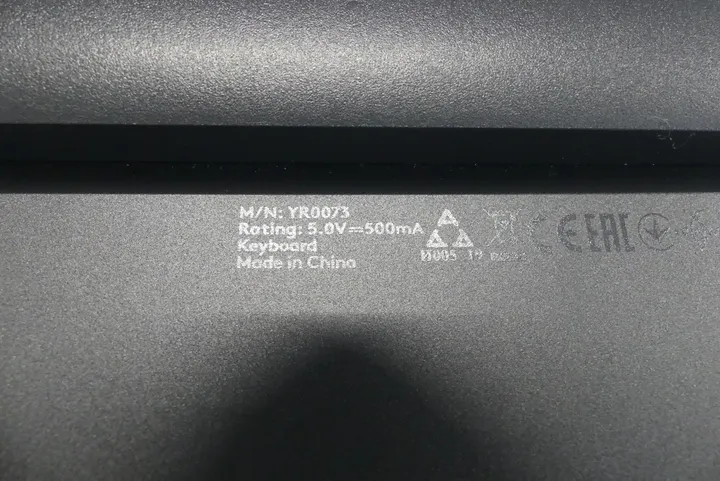 M/N: YR0073
Rating: 5.0V⎓500mA
Keyboard
Made in China
CE EAC